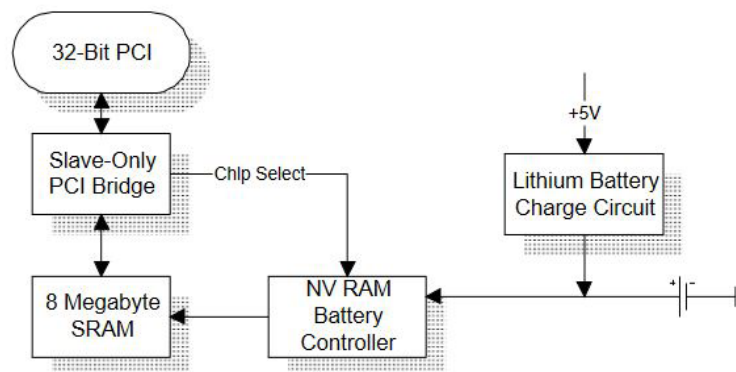 32-Bit PCI
Slave-Only
PCI Bridge
Chip Select
+5V
Lithium Battery
Charge Circuit
8 Megabyte
SRAM
NV RAM
Battery
Controller
+ -